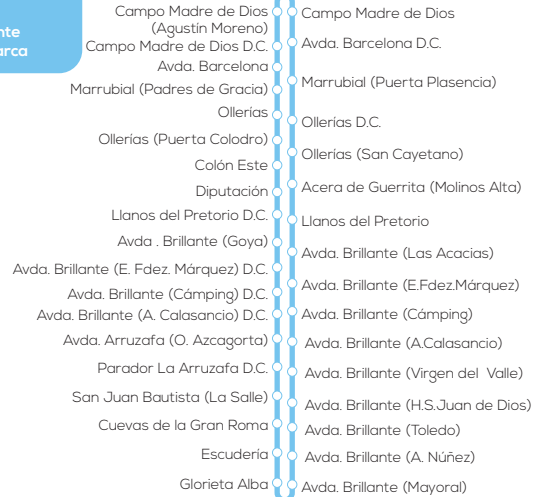 Campo Madre de Dios
(Agustín Moreno)
Campo Madre de Dios D.C.
Avda. Barcelona
Marrubial (Padres de Gracia)
Ollerías
Ollerías (Puerta Colodro)
Colón Este
Diputación
Llanos del Pretorio D.C.
Avda . Brillante (Goya)
Avda. Brillante (E. Fdez. Márquez) D.C.
Avda. Brillante (Cámping) D.C.
Avda. Brillante (A. Calasancio) D.C.
Avda. Arruzafa (O. Azcagorta)
Parador La Arruzafa D.C.
San Juan Bautista (La Salle)
Cuevas de la Gran Roma
Escudería
Glorieta Alba
Campo Madre de Dios
Avda. Barcelona D.C.
Marrubial (Puerta Plasencia)
Ollerías D.C.
Ollerías (San Cayetano)
Acera de Guerrita (Molinos Alta)
Llanos del Pretorio
Avda. Brillante (Las Acacias)
Avda. Brillante (E.Fdez.Márquez)
Avda. Brillante (Cámping)
Avda. Brillante (A.Calasancio)
Avda. Brillante (Virgen del Valle)
Avda. Brillante (H.S.Juan de Dios)
Avda. Brillante (Toledo)
Avda. Brillante (A. Núñez)
Avda. Brillante (Mayoral)